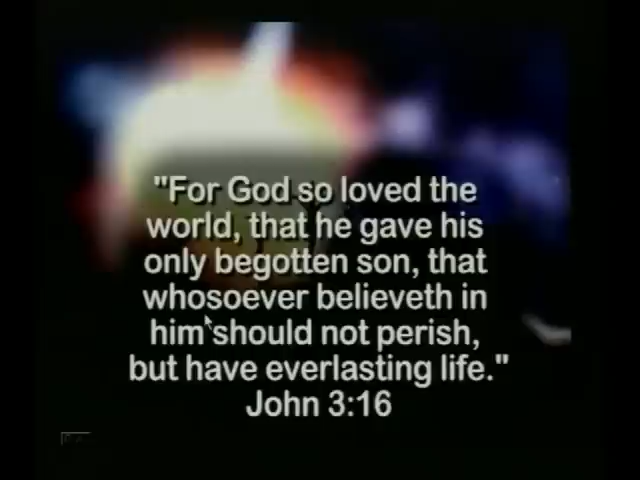 "For God so loved the
world, that he gave his
only begotten son, that
whosoever believeth in
him should not perish,
but have everlasting life."
John 3:16